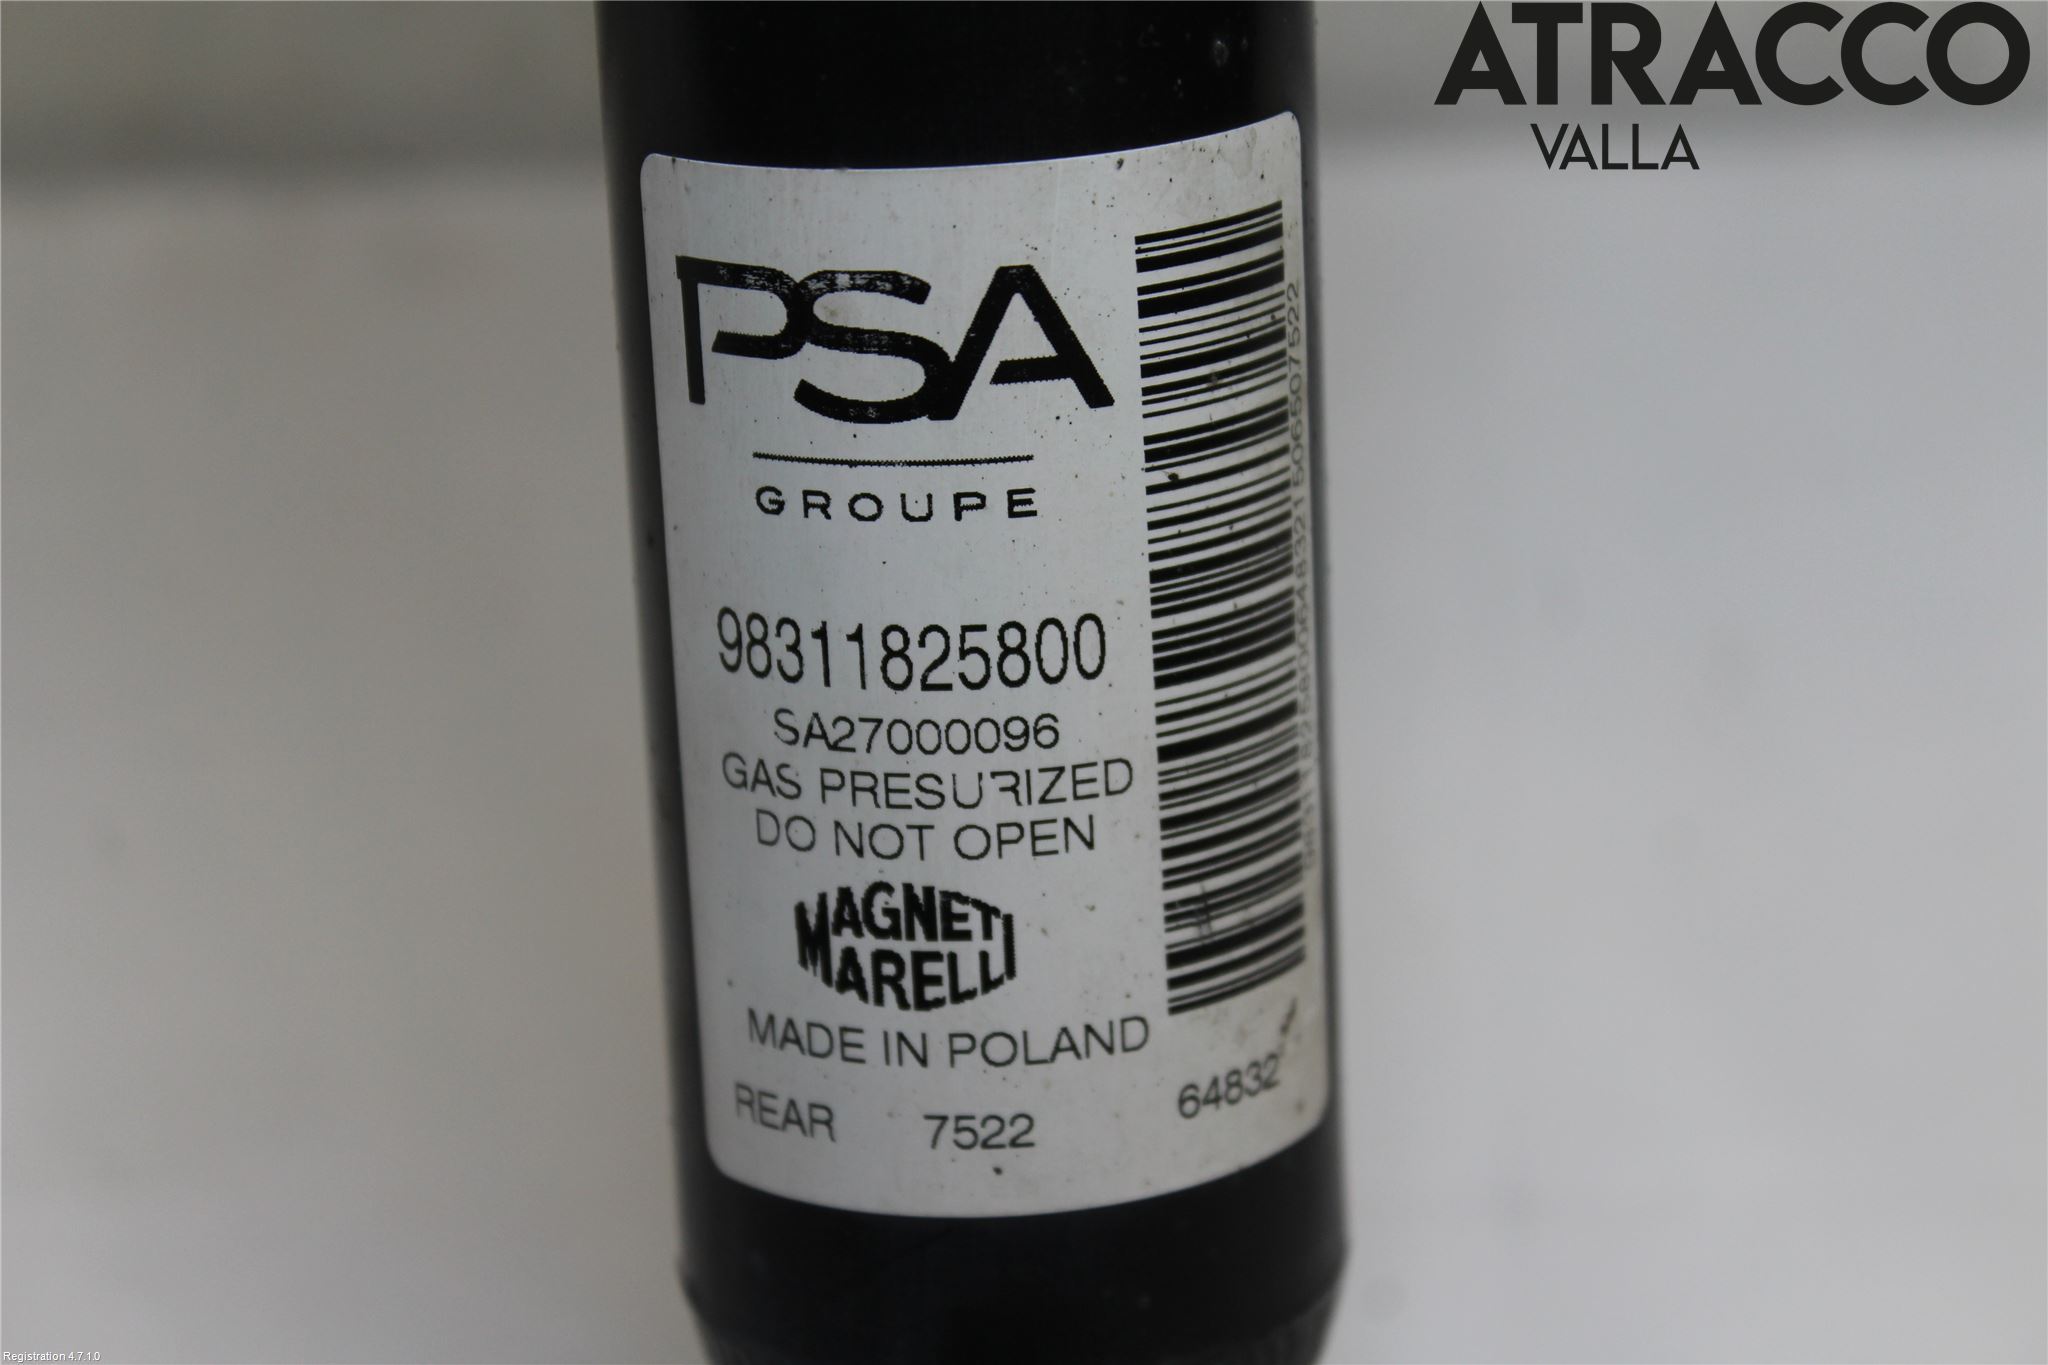 ATRACCO
VALLA
PSA
GROUPE
98311825800
SA27000096
GAS PRESURIZED
DO NOT OPEN
MAGNETI
MARELLI
MADE IN POLAND
REAR 7522 64832
Registration 4.7.1.0